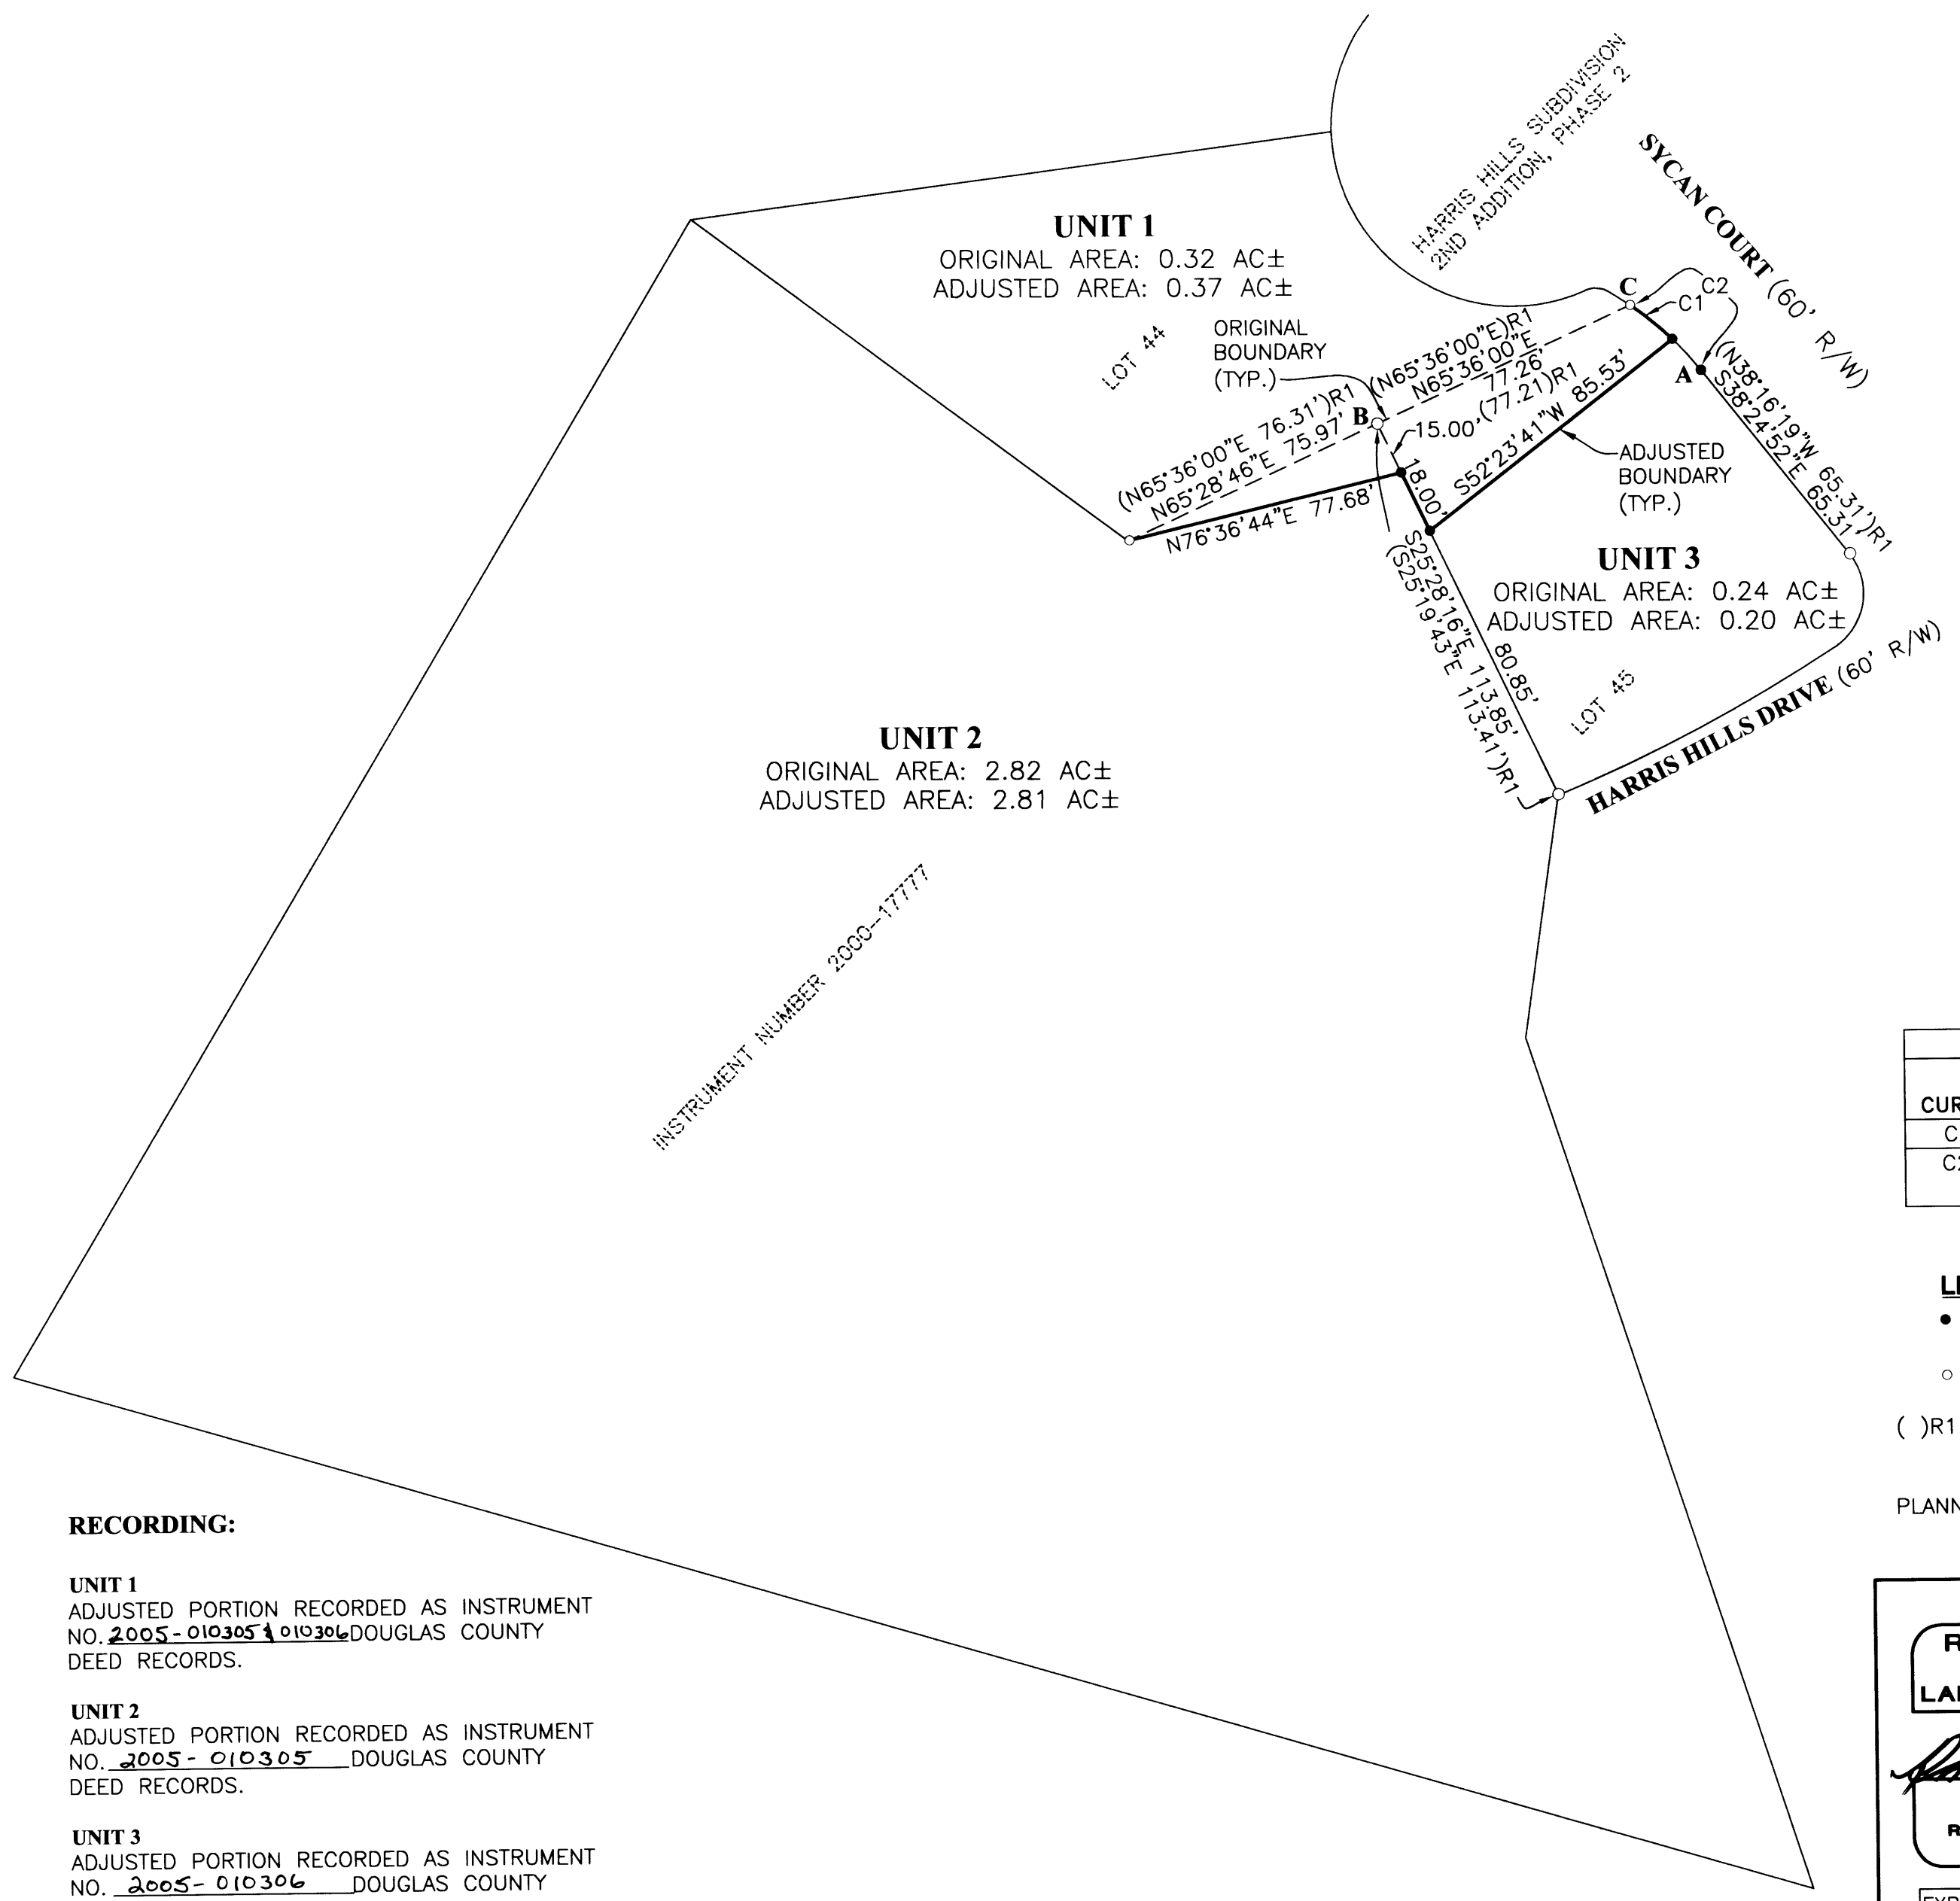 HARRIS HILLS SUBDIVISION
2ND ADDITION, PHASE 2
SYCAN COURT (60' R/W)
UNIT 1
ORIGINAL AREA: 0.32 AC±
ADJUSTED AREA: 0.37 AC±
LOT 44
ORIGINAL
BOUNDARY
(TYP.)
C
C1
C2
A
B
(N65°36'00"E)R1
N65°36'00"E
77.26'
(77.21)R1
15.00'
S52°23'41"W 85.53'
(N38°16'19"W 65.31')R1
S38°24'52"E 65.31'
(N65°36'00"E 76.31')R1
N65°28'46"E 75.97'
N76°36'44"E 77.68'
18.00'
ADJUSTED
BOUNDARY
(TYP.)
UNIT 3
ORIGINAL AREA: 0.24 AC±
ADJUSTED AREA: 0.20 AC±
S25°28'16"E 113.85'
(S25°19'43"E 113.41')R1
80.85'
LOT 45
HARRIS HILLS DRIVE (60' R/W)
UNIT 2
ORIGINAL AREA: 2.82 AC±
ADJUSTED AREA: 2.81 AC±
INSTRUMENT NUMBER 2000-17777
CUR
C
C2
( )R1
PLANN
LA
RECORDING:
UNIT 1
ADJUSTED PORTION RECORDED AS INSTRUMENT
NO. 2005-010305 & 010306 DOUGLAS COUNTY
DEED RECORDS.
UNIT 2
ADJUSTED PORTION RECORDED AS INSTRUMENT
NO. 2005-010305 DOUGLAS COUNTY
DEED RECORDS.
UNIT 3
ADJUSTED PORTION RECORDED AS INSTRUMENT
NO. 2005-010306 DOUGLAS COUNTY